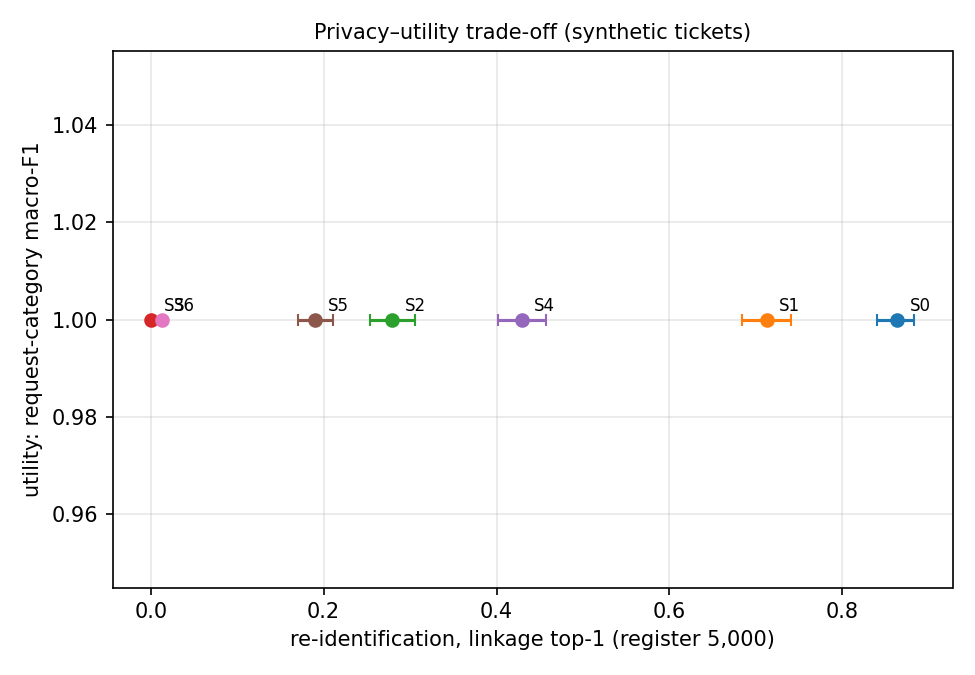 Privacy–utility trade-off (synthetic tickets)
utility: request-category macro-F1
1.04
1.02
1.00
0.98
0.96
S3
S6
S5
S2
S4
S1
S0
0.0
0.2
0.4
0.6
0.8
re-identification, linkage top-1 (register 5,000)